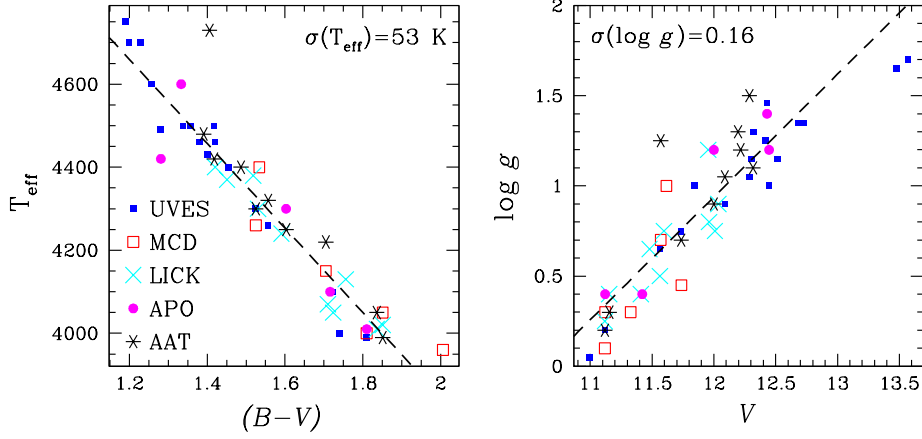 σ(T_eff)=53 K
4600
4400
4200
4000
T_eff
UVES
MCD
LICK
APO
AAT
1.2 1.4 1.6 1.8 2
(B−V)
σ(log g)=0.16
2
1.5
1
0.5
0
log g
11 11.5 12 12.5 13 13.5
V